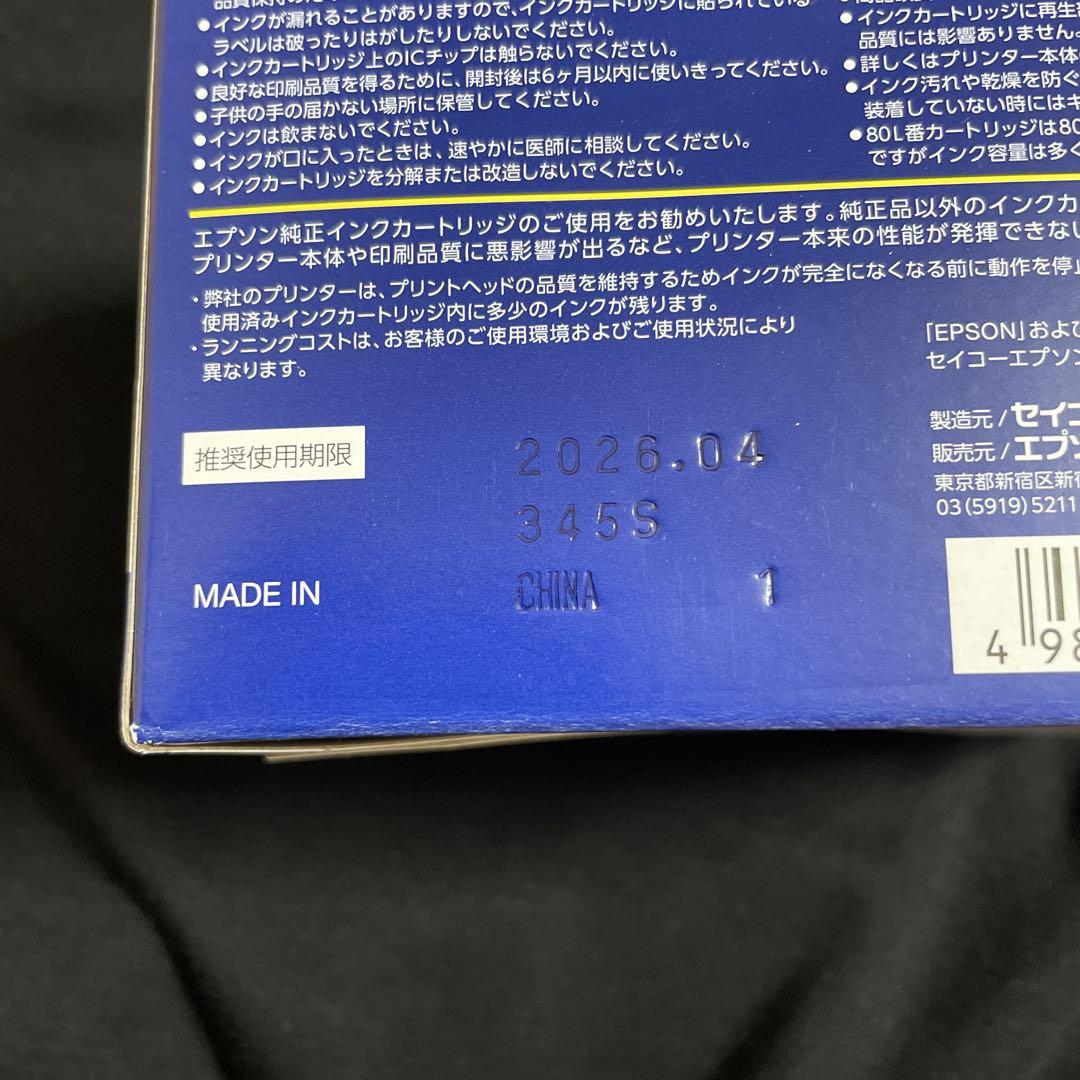 ●インクが漏れることがありますので、インクカートリッジに貼られている
ラベルは破ったりはがしたりしないでください。
●インクカートリッジ上のICチップは触らないでください。
●良好な印刷品質を得るために、開封後は6ヶ月以内に使いきってください。
●子供の手の届かない場所に保管してください。
●インクは飲まないでください。
●インクが口に入ったときは、速やかに医師に相談してください。
●インクカートリッジを分解または改造しないでください。
●インクカートリッジに再生
品質には影響ありません。
●詳しくはプリンター本体
●インク汚れや乾燥を防ぐ
装着していない時にはキ
●80L番カートリッジは80
ですがインク容量は多く
エプソン純正インクカートリッジのご使用をお勧めいたします。純正品以外のインクカ
プリンター本体や印刷品質に悪影響が出るなど、プリンター本来の性能が発揮できない
・弊社のプリンターは、プリントヘッドの品質を維持するためインクが完全になくなる前に動作を停止
使用済みインクカートリッジ内に多少のインクが残ります。
・ランニングコストは、お客様のご使用環境およびご使用状況により
異なります。
「EPSON」およ
セイコーエプソン
製造元/セイコ
販売元/エプソ
東京都新宿区新宿
03(5919)5211
推奨使用期限
2026.04
345S
MADE IN CHINA 1
4 98